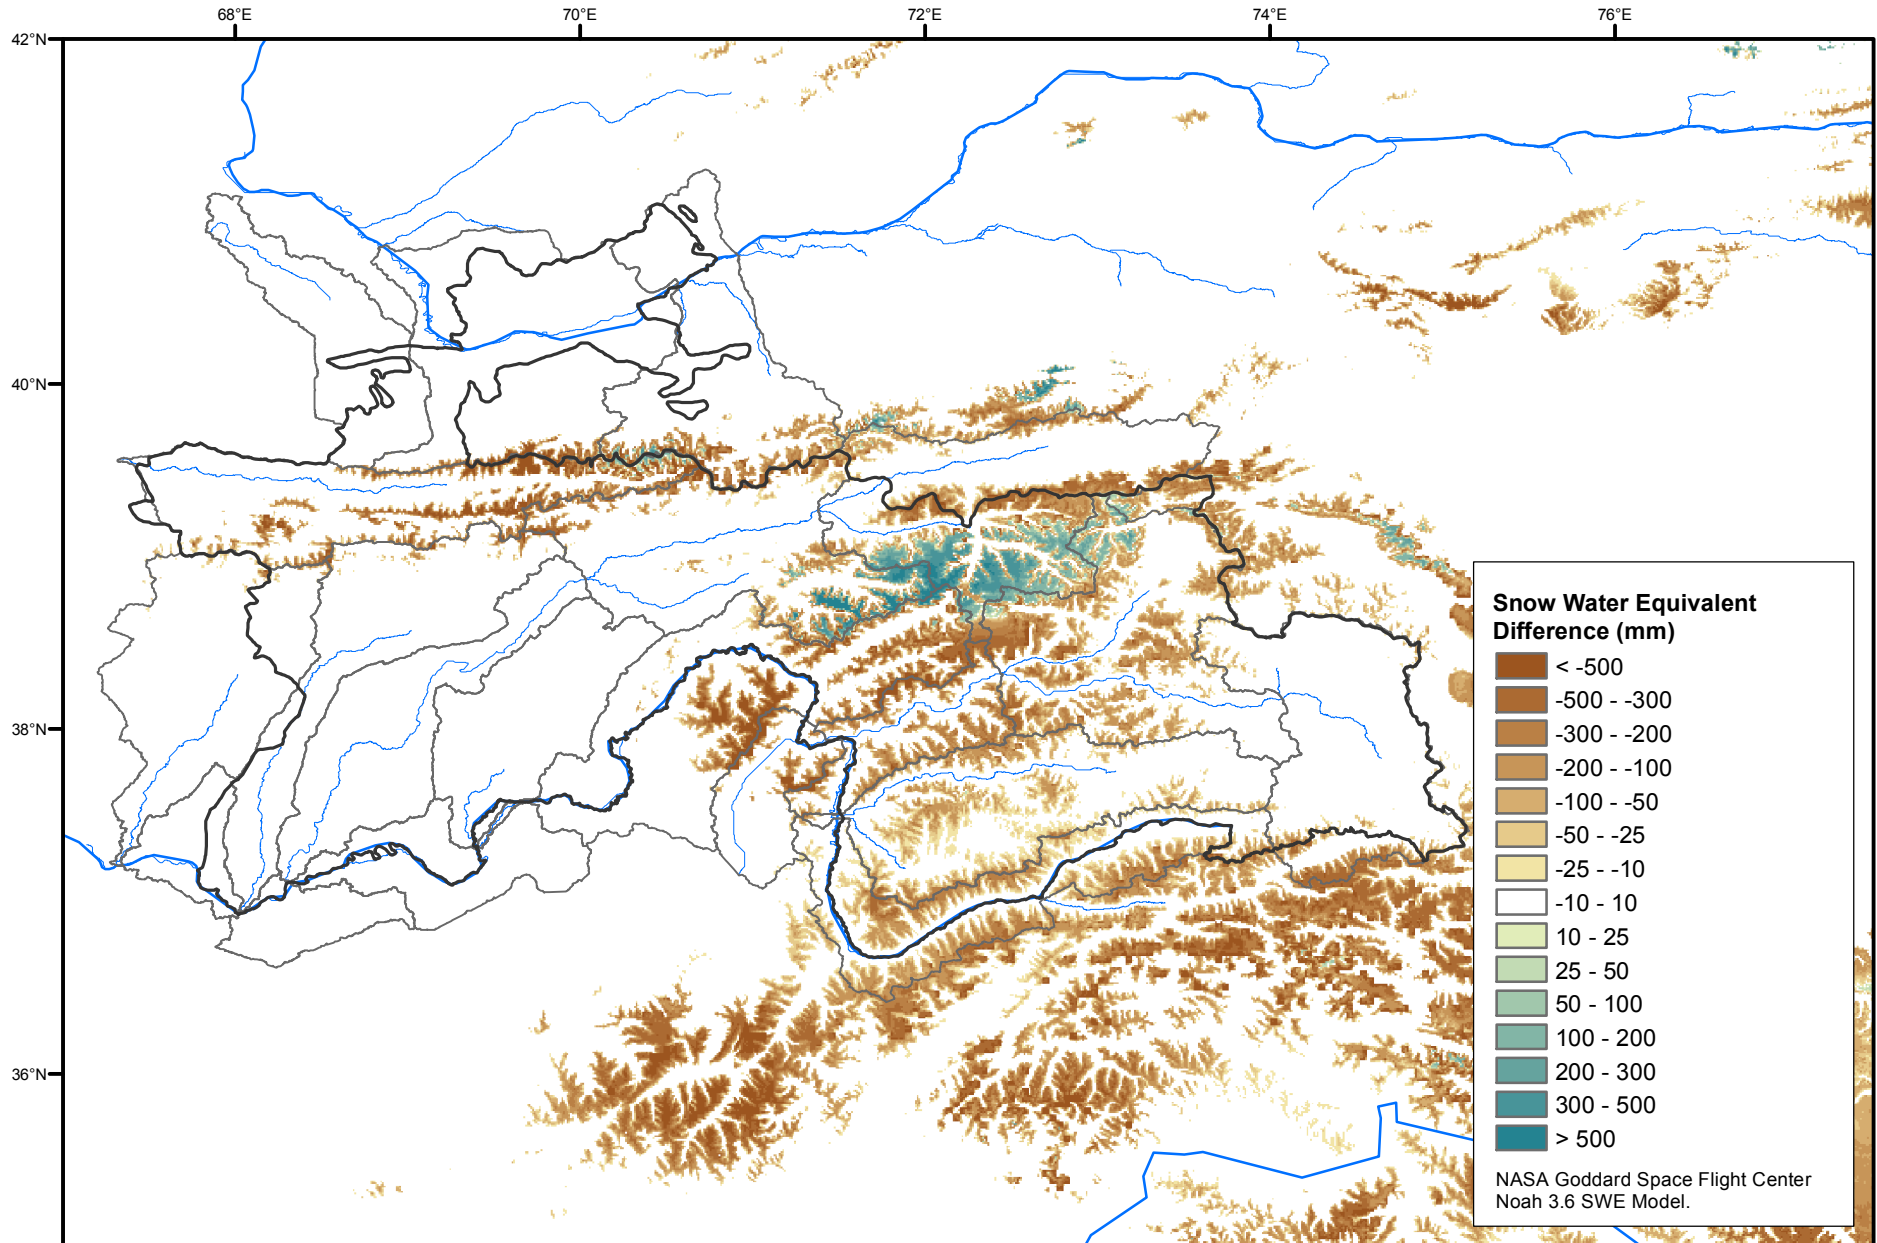 68°E
70°E
72°E
74°E
76°E
42°N
40°N
38°N
36°N
Snow Water Equivalent
Difference (mm)
< -500
-500 - -300
-300 - -200
-200 - -100
-100 - -50
-50 - -25
-25 - -10
-10 - 10
10 - 25
25 - 50
50 - 100
100 - 200
200 - 300
300 - 500
> 500
NASA Goddard Space Flight Center
Noah 3.6 SWE Model.